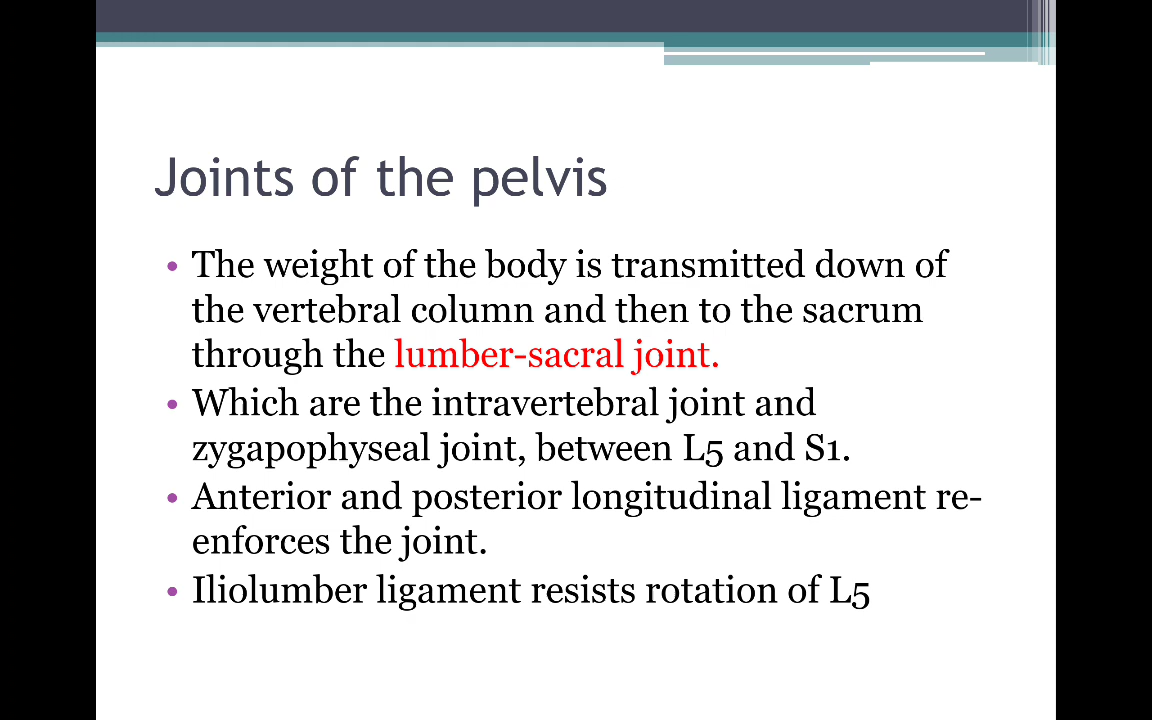 Joints of the pelvis
• The weight of the body is transmitted down of
the vertebral column and then to the sacrum
through the lumber-sacral joint.
• Which are the intravertebral joint and
zygapophyseal joint, between L5 and S1.
• Anterior and posterior longitudinal ligament re-
enforces the joint.
• Iliolumber ligament resists rotation of L5